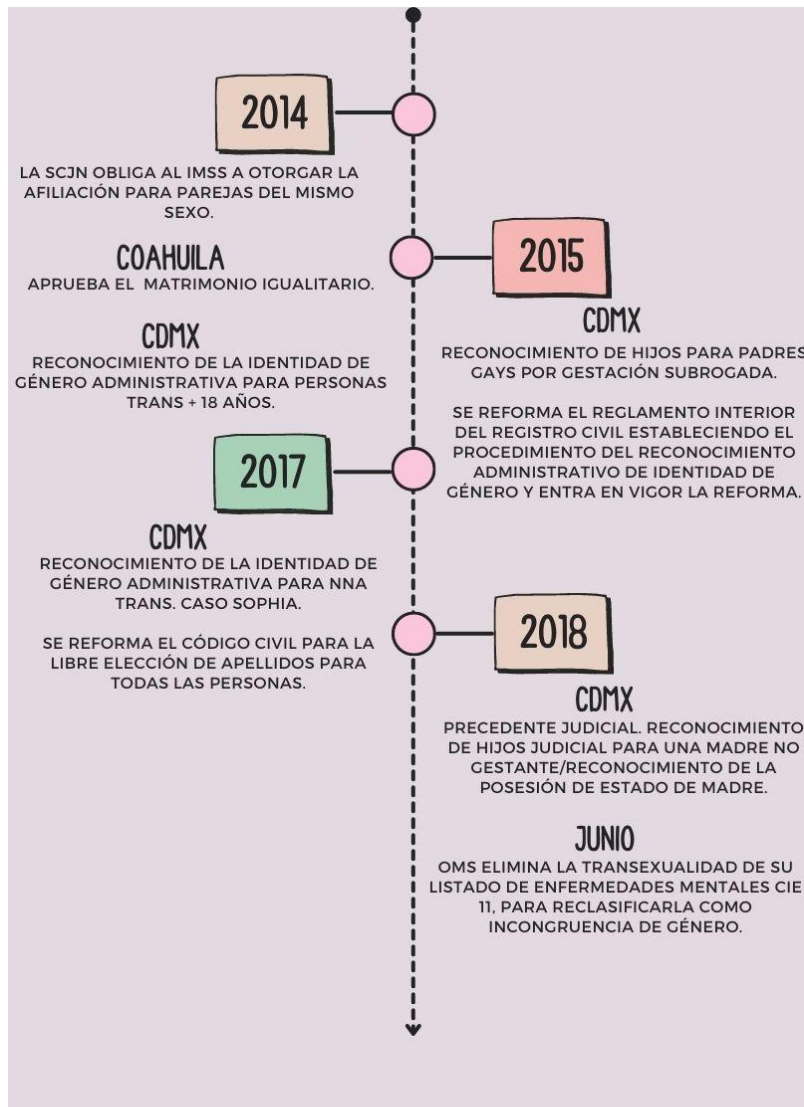 2014
LA SCJN OBLIGA AL IMSS A OTORGAR LA
AFILIACIÓN PARA PAREJAS DEL MISMO
SEXO.
COAHUILA
APRUEBA EL MATRIMONIO IGUALITARIO.
CDMX
RECONOCIMIENTO DE LA IDENTIDAD DE
GÉNERO ADMINISTRATIVA PARA PERSONAS
TRANS + 18 AÑOS.
2015
CDMX
RECONOCIMIENTO DE HIJOS PARA PADRES
GAYS POR GESTACIÓN SUBROGADA.
SE REFORMA EL REGLAMENTO INTERIOR
DEL REGISTRO CIVIL ESTABLECIENDO EL
PROCEDIMIENTO DEL RECONOCIMIENTO
ADMINISTRATIVO DE IDENTIDAD DE
GÉNERO Y ENTRA EN VIGOR LA REFORMA.
2017
CDMX
RECONOCIMIENTO DE LA IDENTIDAD DE
GÉNERO ADMINISTRATIVA PARA NNA
TRANS. CASO SOPHIA.
SE REFORMA EL CÓDIGO CIVIL PARA LA
LIBRE ELECCIÓN DE APELLIDOS PARA
TODAS LAS PERSONAS.
2018
CDMX
PRECEDENTE JUDICIAL. RECONOCIMIENTO
DE HIJOS JUDICIAL PARA UNA MADRE NO
GESTANTE/RECONOCIMIENTO DE LA
POSESIÓN DE ESTADO DE MADRE.
JUNIO
OMS ELIMINA LA TRANSEXUALIDAD DE SU
LISTADO DE ENFERMEDADES MENTALES CIE
11, PARA RECLASIFICARLA COMO
INCONGRUENCIA DE GÉNERO.